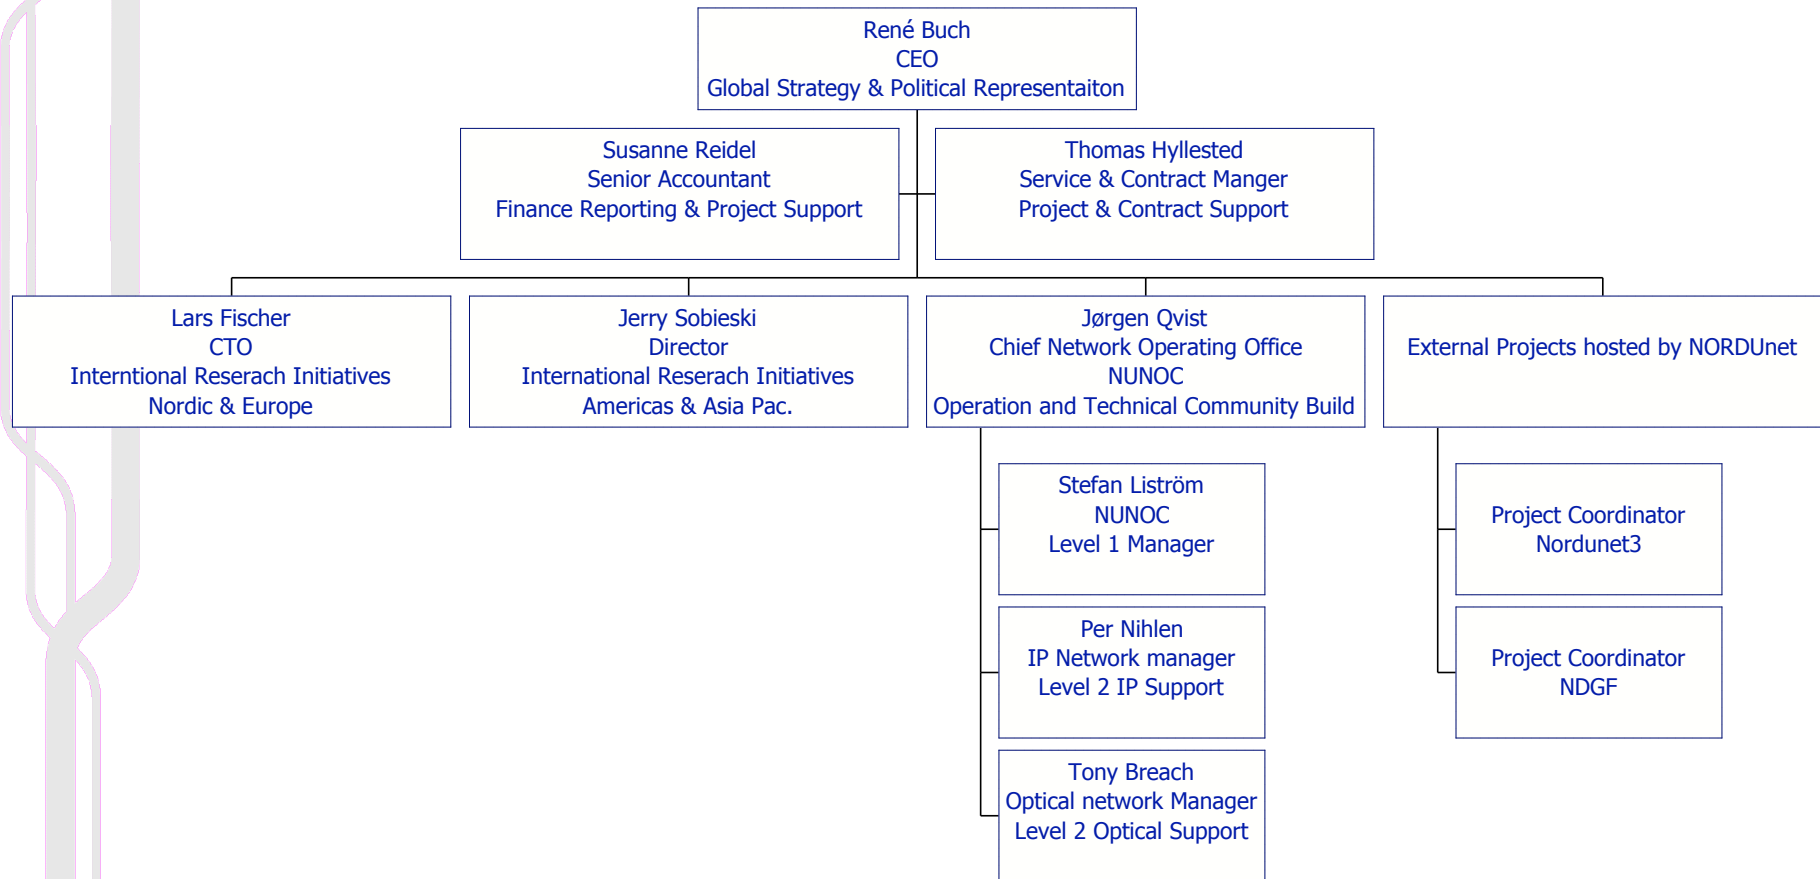 René Buch
CEO
Global Strategy & Political Representaiton
Susanne Reidel
Senior Accountant
Finance Reporting & Project Support
Thomas Hyllested
Service & Contract Manger
Project & Contract Support
Lars Fischer
CTO
Interntional Reserach Initiatives
Nordic & Europe
Jerry Sobieski
Director
International Reserach Initiatives
Americas & Asia Pac.
Jørgen Qvist
Chief Network Operating Office
NUNOC
Operation and Technical Community Build
External Projects hosted by NORDUnet
Stefan Liström
NUNOC
Level 1 Manager
Per Nihlen
IP Network manager
Level 2 IP Support
Tony Breach
Optical network Manager
Level 2 Optical Support
Project Coordinator
Nordunet3
Project Coordinator
NDGF